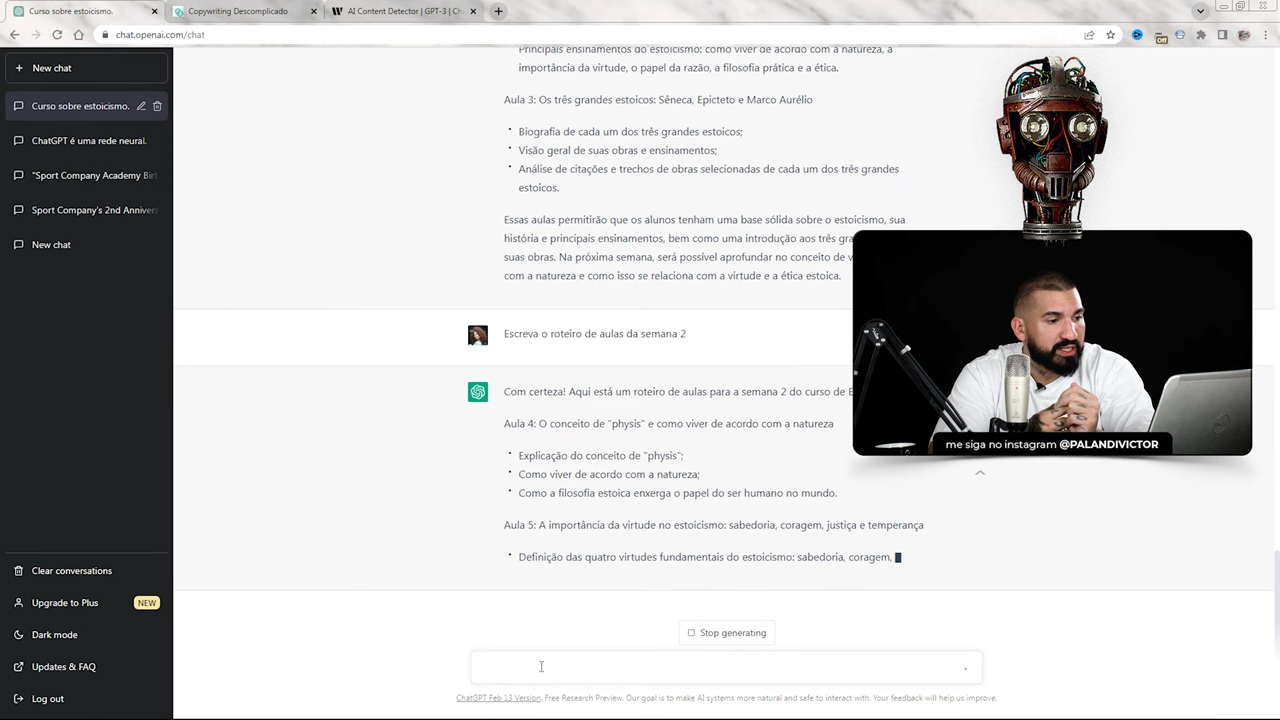 Curso sobre estoicismo.
Copywriting Descomplicado
AI Content Detector | GPT-3 | Ch
chat.openai.com/chat
Off
New chat
Curso sobre estoicismo.
ChatGPT é uma rede neural.
"Sport Company Academy Birt
Sport Company's 2nd Annivers
New chat
Clear conversations
Upgrade to Plus
NEW
Dark mode
Updates & FAQ
Log out
Principais ensinamentos do estoicismo: como viver de acordo com a natureza, a
importância da virtude, o papel da razão, a filosofia prática e a ética.
Aula 3: Os três grandes estoicos: Sêneca, Epicteto e Marco Aurélio
• Biografia de cada um dos três grandes estoicos;
• Visão geral de suas obras e ensinamentos;
• Análise de citações e trechos de obras selecionadas de cada um dos três grandes
estoicos.
Essas aulas permitirão que os alunos tenham uma base sólida sobre o estoicismo, sua
história e principais ensinamentos, bem como uma introdução aos três gra
suas obras. Na próxima semana, será possível aprofundar no conceito de v
com a natureza e como isso se relaciona com a virtude e a ética estoica.
Escreva o roteiro de aulas da semana 2
Com certeza! Aqui está um roteiro de aulas para a semana 2 do curso de E
Aula 4: O conceito de "physis" e como viver de acordo com a natureza
• Explicação do conceito de "physis";
• Como viver de acordo com a natureza;
• Como a filosofia estoica enxerga o papel do ser humano no mundo.
Aula 5: A importância da virtude no estoicismo: sabedoria, coragem, justiça e temperança
• Definição das quatro virtudes fundamentais do estoicismo: sabedoria, coragem,
me siga no instagram @PALANDIVICTOR
Stop generating
ChatGPT Feb 13 Version. Free Research Preview. Our goal is to make AI systems more natural and safe to interact with. Your feedback will help us improve.